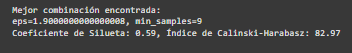 Mejor combinación encontrada:
eps=1.9000000000000008, min_samples=9
Coeficiente de Silueta: 0.59, Índice de Calinski-Harabasz: 82.97